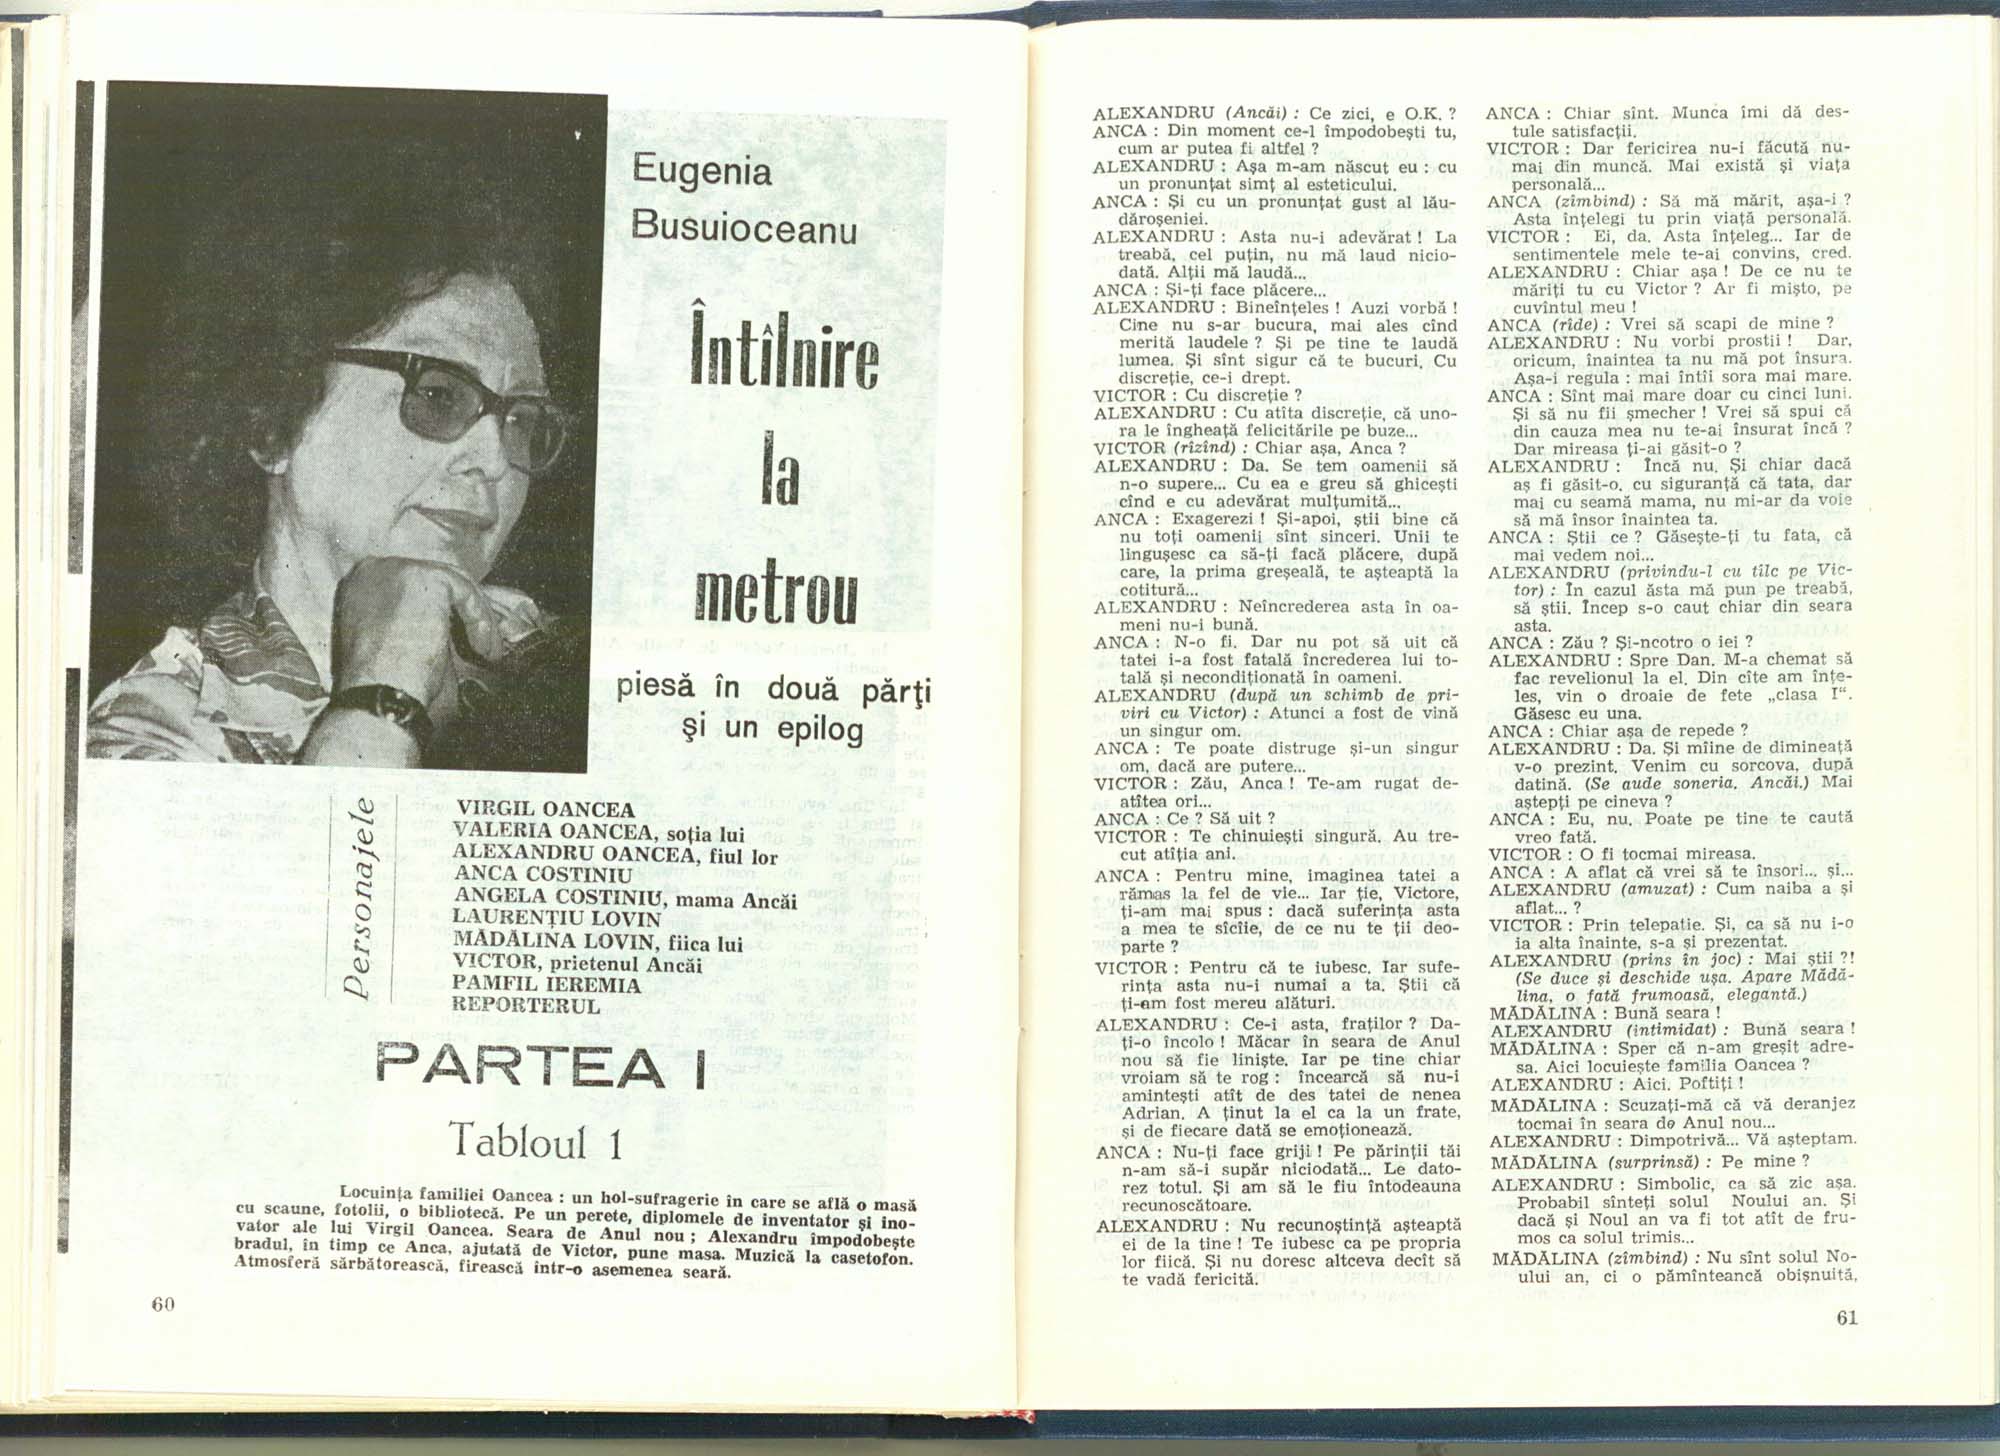 Eugenia
Busuioceanu
Întîlnire
la
metrou
piesă în două părţi
şi un epilog
Personajele
VIRGIL OANCEA
VALERIA OANCEA, soţia lui
ALEXANDRU OANCEA, fiul lor
ANCA COSTINIU
ANGELA COSTINIU, mama Ancăi
LAURENŢIU LOVIN
MĂDĂLINA LOVIN, fiica lui
VICTOR, prietenul Ancăi
PAMFIL IEREMIA
REPORTERUL
PARTEA I
Tabloul 1
Locuinţa familiei Oancea : un hol-sufragerie în care se află o masă
cu scaune, fotolii, o bibliotecă. Pe un perete, diplomele de inventator şi ino-
vator ale lui Virgil Oancea. Seara de Anul nou ; Alexandru împodobeşte
bradul, în timp ce Anca, ajutată de Victor, pune masa. Muzică la casetofon.
Atmosferă sărbătorească, firească într-o asemenea seară.
60
ALEXANDRU (Ancăi) : Ce zici, e O.K. ?
ANCA : Din moment ce-l împodobeşti tu,
cum ar putea fi altfel ?
ALEXANDRU : Aşa m-am născut eu : cu
un pronunţat simţ al esteticului.
ANCA : Şi cu un pronunţat gust al lău-
dăroşeniei.
ALEXANDRU : Asta nu-i adevărat ! La
treabă, cel puţin, nu mă laud nicio-
dată. Alţii mă laudă...
ANCA : Şi-ţi face plăcere...
ALEXANDRU : Bineînţeles ! Auzi vorbă !
Cine nu s-ar bucura, mai ales cînd
merită laudele ? Şi pe tine te laudă
lumea. Şi sînt sigur că te bucuri. Cu
discreţie, ce-i drept.
VICTOR : Cu discreţie ?
ALEXANDRU : Cu atîta discreţie, că uno-
ra le îngheaţă felicitările pe buze...
VICTOR (rîzînd) : Chiar aşa, Anca ?
ALEXANDRU : Da. Se tem oamenii să
n-o supere... Cu ea e greu să ghiceşti
cînd e cu adevărat mulţumită...
ANCA : Exagerezi ! Şi-apoi, ştii bine că
nu toţi oamenii sînt sinceri. Unii te
linguşesc ca să-ţi facă plăcere, după
care, la prima greşeală, te aşteaptă la
cotitură...
ALEXANDRU : Neîncrederea asta în oa-
meni nu-i bună.
ANCA : N-o fi. Dar nu pot să uit că
tatei i-a fost fatală încrederea lui to-
tală şi necondiţionată în oameni.
ALEXANDRU (după un schimb de pri-
viri cu Victor) : Atunci a fost de vină
un singur om.
ANCA : Te poate distruge şi-un singur
om, dacă are putere...
VICTOR : Zău, Anca ! Te-am rugat de-
atîtea ori...
ANCA : Ce ? Să uit ?
VICTOR : Te chinuieşti singură. Au tre-
cut atîţia ani.
ANCA : Pentru mine, imaginea tatei a
rămas la fel de vie... Iar ţie, Victore,
ţi-am mai spus : dacă suferinţa asta
a mea te sîcîie, de ce nu te ţii deo-
parte ?
VICTOR : Pentru că te iubesc. Iar sufe-
rinţa asta nu-i numai a ta. Ştii că
ţi-am fost mereu alături.
ALEXANDRU : Ce-i asta, fraţilor ? Da-
ţi-o încolo ! Măcar în seara de Anul
nou să fie linişte. Iar pe tine chiar
vroiam să te rog : încearcă să nu-i
aminteşti atît de des tatei de nenea
Adrian. A ţinut la el ca la un frate,
şi de fiecare dată se emoţionează.
ANCA : Nu-ţi face griji ! Pe părinţii tăi
n-am să-i supăr niciodată... Le dato-
rez totul. Şi am să le fiu întodeauna
recunoscătoare.
ALEXANDRU : Nu recunoştinţă aşteaptă
ei de la tine ! Te iubesc ca pe propria
lor fiică. Şi nu doresc altceva decît să
te vadă fericită.
ANCA : Chiar sînt. Munca îmi dă des-
tule satisfacţii.
VICTOR : Dar fericirea nu-i făcută nu-
mai din muncă. Mai există şi viaţa
personală...
ANCA (zîmbind) : Să mă mărit, aşa-i ?
Asta înţelegi tu prin viaţă personală.
VICTOR : Ei, da. Asta înţeleg... Iar de
sentimentele mele te-ai convins, cred.
ALEXANDRU : Chiar aşa ! De ce nu te
măriţi tu cu Victor ? Ar fi mişto, pe
cuvîntul meu !
ANCA (rîde) : Vrei să scapi de mine ?
ALEXANDRU : Nu vorbi prostii ! Dar,
oricum, înaintea ta nu mă pot însura.
Aşa-i regula : mai întîi sora mai mare.
ANCA : Sînt mai mare doar cu cinci luni.
Şi să nu fii şmecher ! Vrei să spui că
din cauza mea nu te-ai însurat încă ?
Dar mireasa ţi-ai găsit-o ?
ALEXANDRU : Încă nu. Şi chiar dacă
aş fi găsit-o, cu siguranţă că tata, dar
mai cu seamă mama, nu mi-ar da voie
să mă însor înaintea ta.
ANCA : Ştii ce ? Găseşte-ţi tu fata, că
mai vedem noi...
ALEXANDRU (privindu-l cu tîlc pe Vic-
tor) : În cazul ăsta mă pun pe treabă,
să ştii. Încep s-o caut chiar din seara
asta.
ANCA : Zău ? Şi-ncotro o iei ?
ALEXANDRU : Spre Dan. M-a chemat să
fac revelionul la el. Din cîte am înţe-
les, vin o droaie de fete „clasa I“.
Găsesc eu una.
ANCA : Chiar aşa de repede ?
ALEXANDRU : Da. Şi mîine de dimineaţă
v-o prezint. Venim cu sorcova, după
datină. (Se aude soneria. Ancăi.) Mai
aştepţi pe cineva ?
ANCA : Eu, nu. Poate pe tine te caută
vreo fată.
VICTOR : O fi tocmai mireasa.
ANCA : A aflat că vrei să te însori... şi...
ALEXANDRU (amuzat) : Cum naiba a şi
aflat... ?
VICTOR : Prin telepatie. Şi, ca să nu i-o
ia alta înainte, s-a şi prezentat.
ALEXANDRU (prins în joc) : Mai ştii ?!
(Se duce şi deschide uşa. Apare Mădă-
lina, o fată frumoasă, elegantă.)
MĂDĂLINA : Bună seara !
ALEXANDRU (intimidat) : Bună seara !
MĂDĂLINA : Sper că n-am greşit adre-
sa. Aici locuieşte familia Oancea ?
ALEXANDRU : Aici. Poftiţi !
MĂDĂLINA : Scuzaţi-mă că vă deranjez
tocmai în seara de Anul nou...
ALEXANDRU : Dimpotrivă... Vă aşteptam.
MĂDĂLINA (surprinsă) : Pe mine ?
ALEXANDRU : Simbolic, ca să zic aşa.
Probabil sînteţi solul Noului an. Şi
dacă şi Noul an va fi tot atît de fru-
mos ca solul trimis...
MĂDĂLINA (zîmbind) : Nu sînt solul No-
ului an, ci o pămînteancă obişnuită,
61